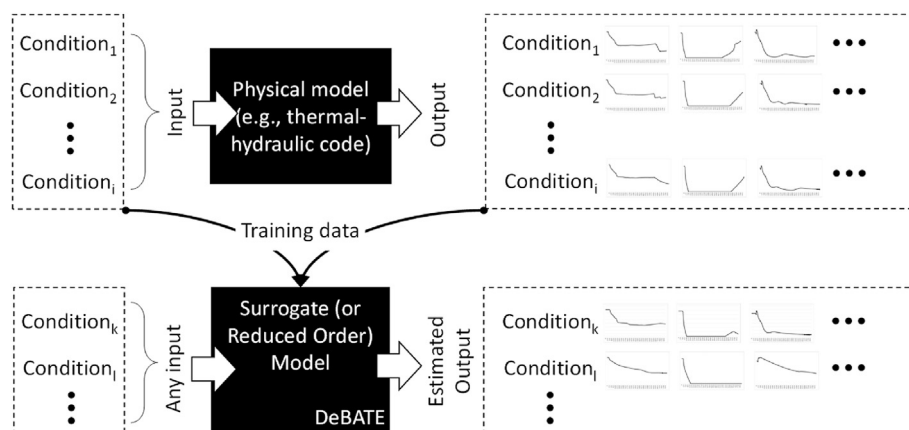 Condition1
Condition2
Conditioni
Input
Physical model
(e.g., thermal-
hydraulic code)
Output
Condition1
Condition2
Conditioni
Training data
Conditionk
Conditionl
Any input
Surrogate (or
Reduced Order)
Model
DeBATE
Estimated
Output
Conditionk
Conditionl